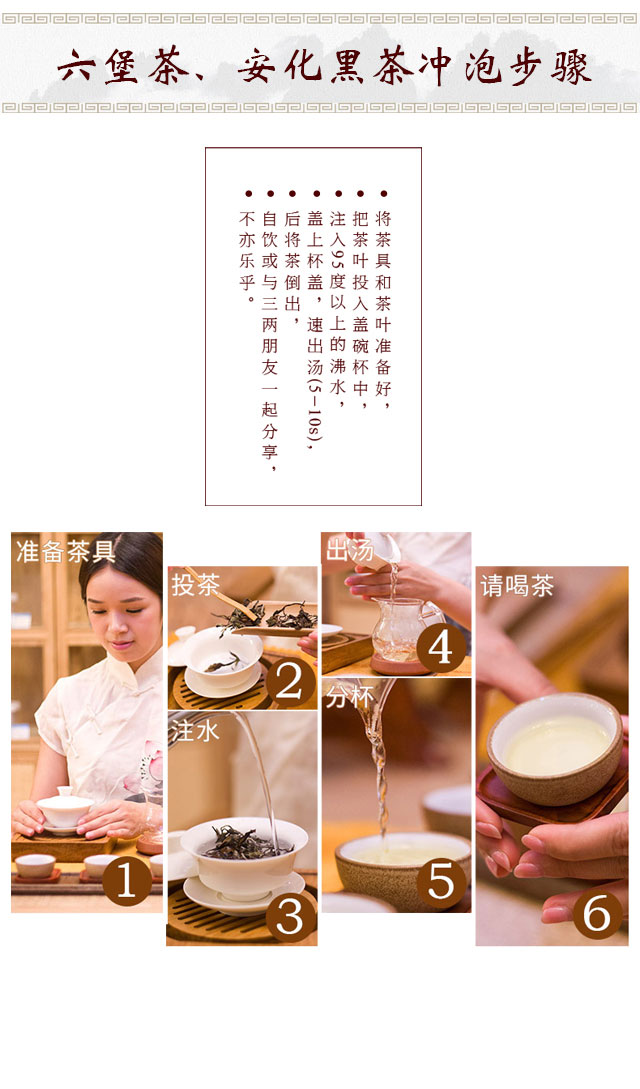 六堡茶、安化黑茶冲泡步骤
• 将茶具和茶叶准备好，
• 把茶叶投入盖碗杯中，
• 注入95度以上的沸水，
• 盖上杯盖，速出汤(5-10s),
• 后将茶倒出，
• 自饮或与三两朋友一起分享，
• 不亦乐乎。
准备茶具
1
投茶
2
注水
3
出汤
4
分杯
5
请喝茶
6